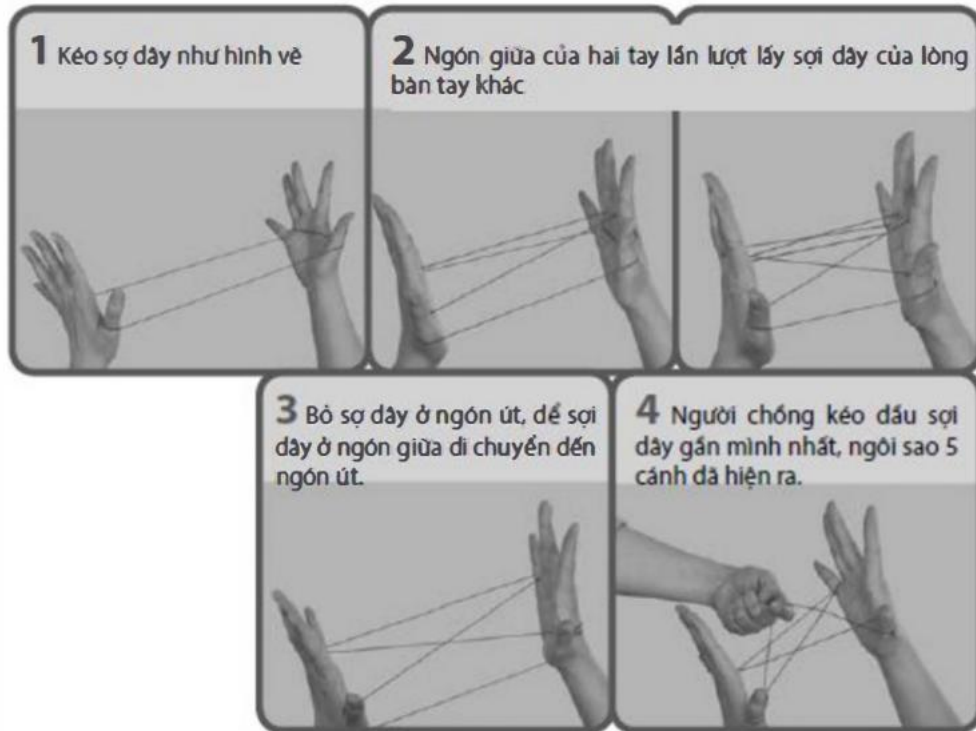 1 Kéo sợ dây như hình vẽ
2 Ngón giữa của hai tay lần lượt lấy sợi dây của lòng
bàn tay khác
3 Bỏ sợ dây ở ngón út, để sợi
dây ở ngón giữa di chuyển đến
ngón út.
4 Người chồng kéo đầu sợi
dây gần mình nhất, ngôi sao 5
cánh đã hiện ra.